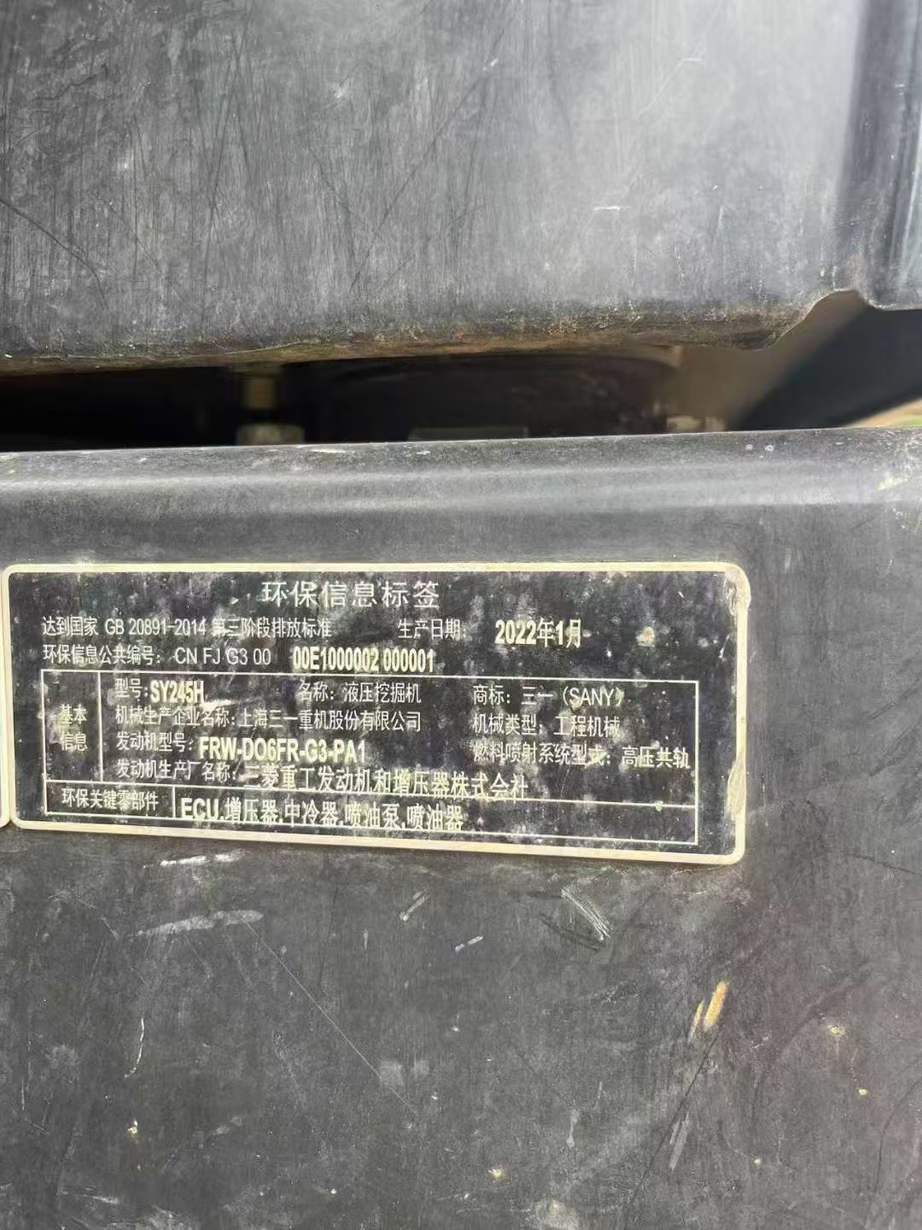 环保信息标签
达到国家 GB 20891-2014 第三阶段排放标准 生产日期: 2022年1月
环保信息公共编号: CN FJ G3 00 00E1000002 000001
基本信息
型号:SY245H 名称: 液压挖掘机 商标: 三一 (SANY)
机械生产企业名称:上海三一重机股份有限公司 机械类型: 工程机械
发动机型号:FRW-DO6FR-G3-PA1 燃料喷射系统型式: 高压共轨
发动机生产厂名称:三菱重工发动机和增压器株式会社
环保关键零部件 ECU,增压器,中冷器,喷油泵,喷油器